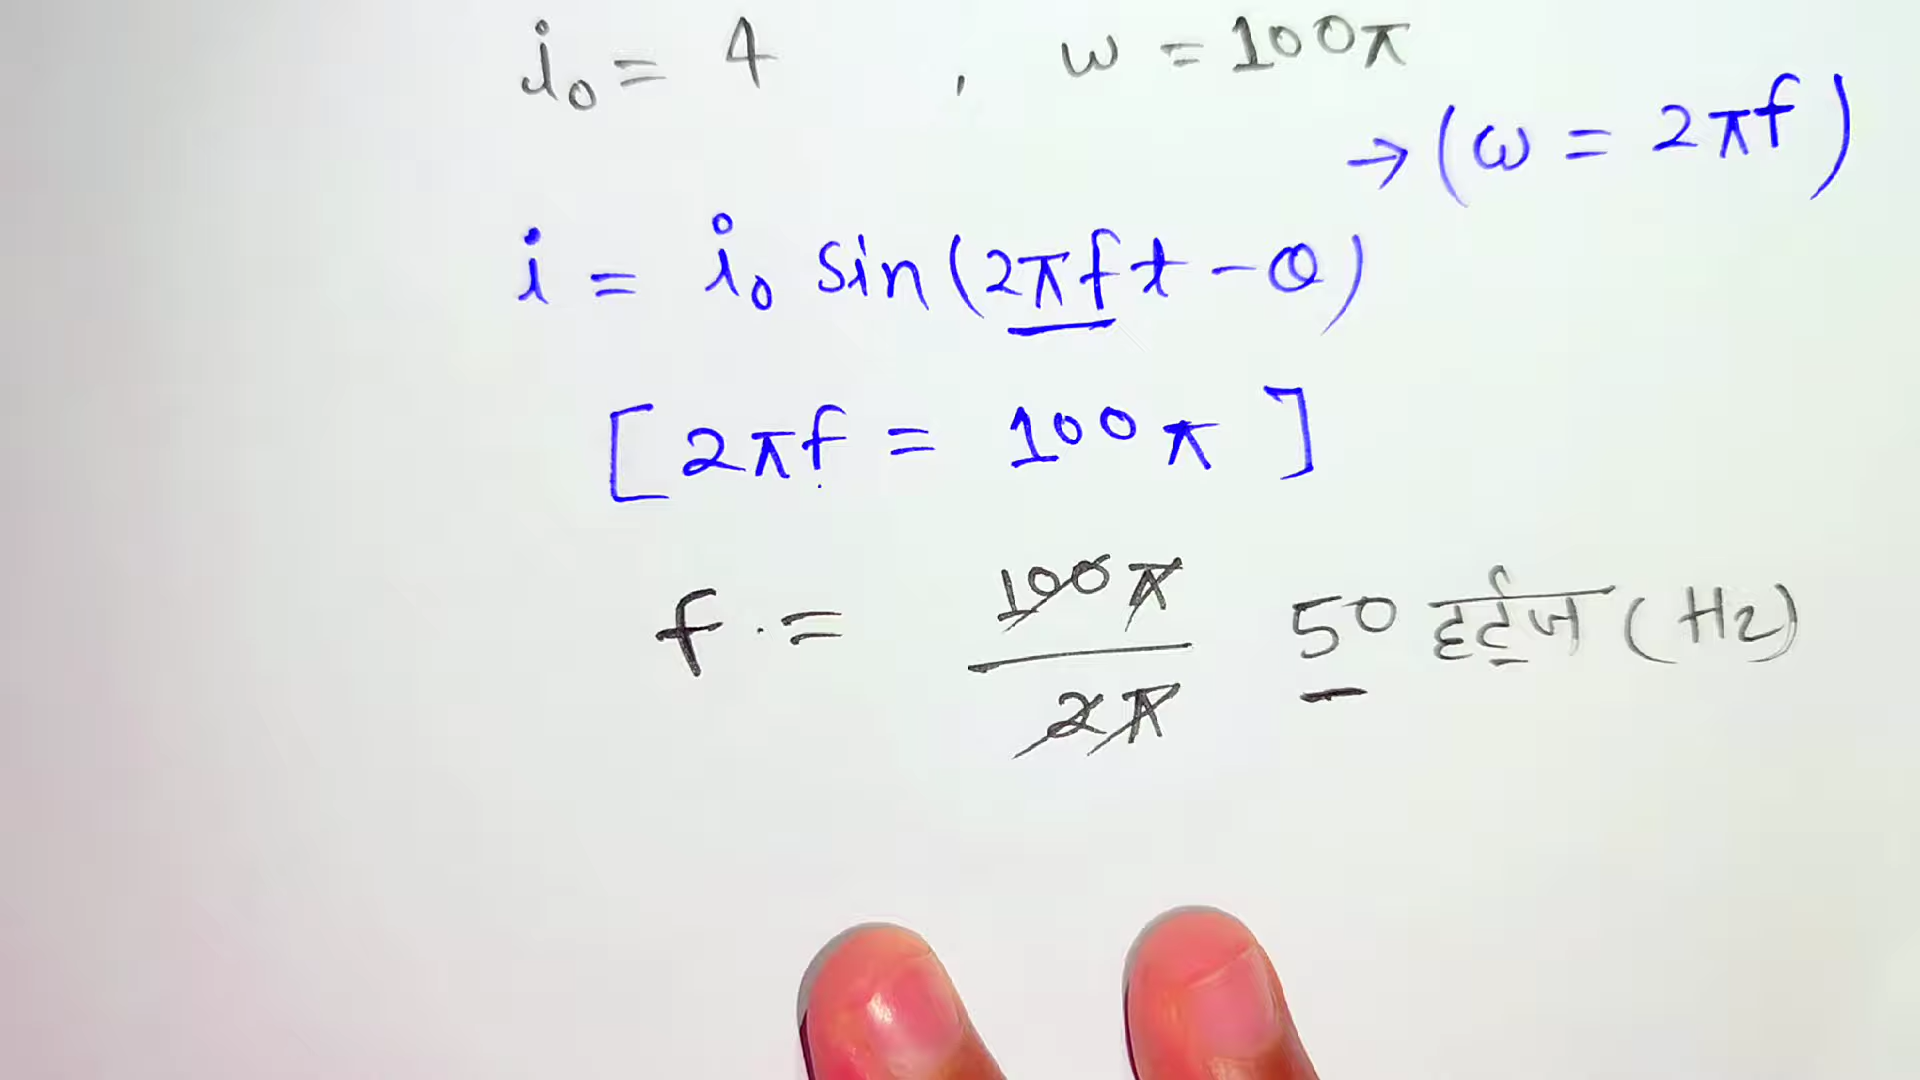 i₀ = 4 , ω = 100π
→ (ω = 2πf)
i = i₀ sin(2πft - θ)
[2πf = 100π]
f = 100π/2π 50 हर्ट्ज (Hz)